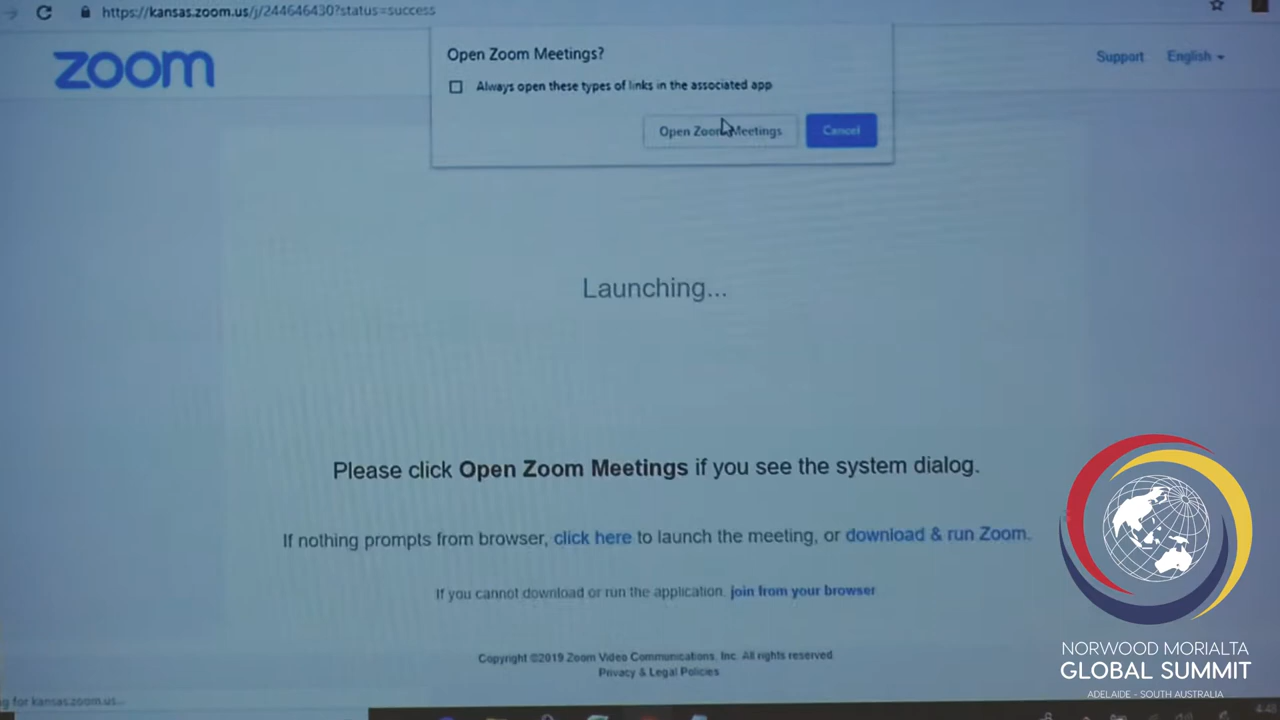 https://kansas.zoom.us/j/244646430?status=success
Open Zoom Meetings?
Always open these types of links in the associated app
Open Zoom Meetings
Cancel
zoom
Support
English
Launching...
Please click Open Zoom Meetings if you see the system dialog.
If nothing prompts from browser, click here to launch the meeting, or download & run Zoom.
If you cannot download or run the application, join from your browser
Copyright ©2019 Zoom Video Communications, Inc. All rights reserved.
Privacy & Legal Policies
for kansas.zoom.us...
NORWOOD MORIALTA
GLOBAL SUMMIT
ADELAIDE - SOUTH AUSTRALIA